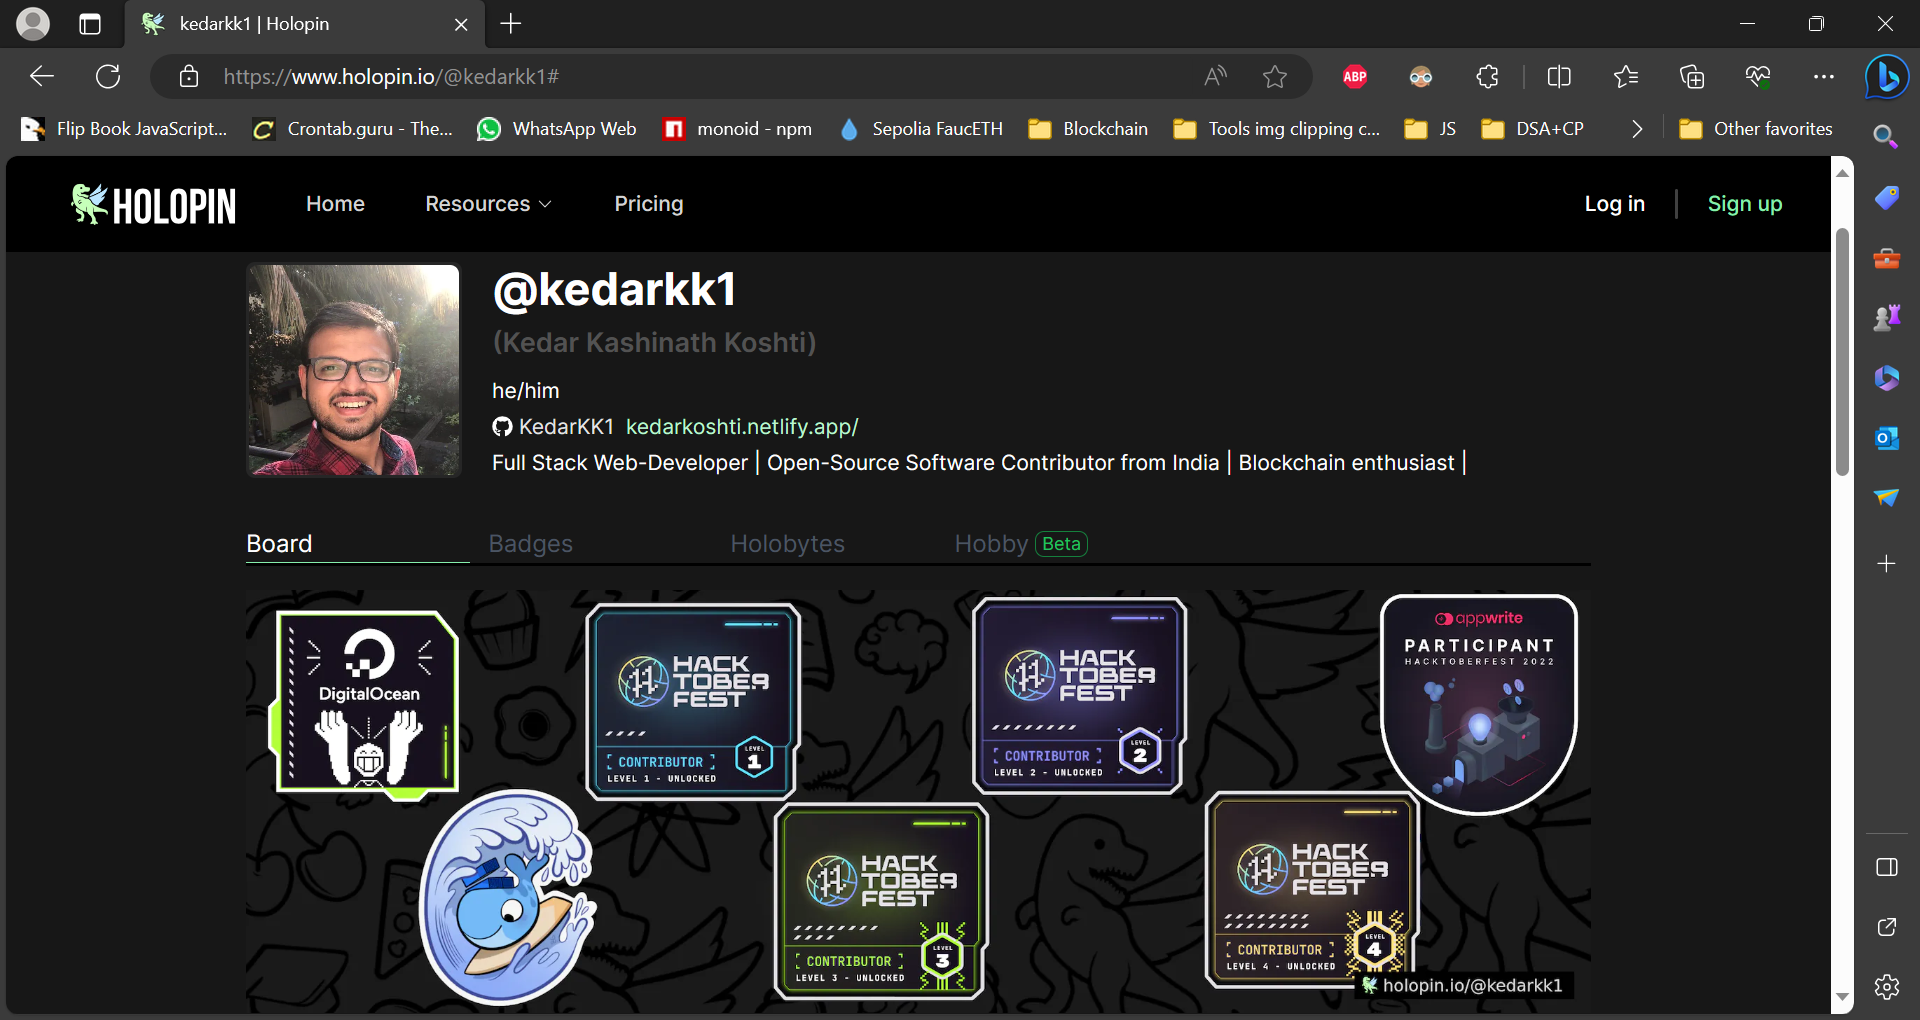 kedarkk1 | Holopin
https://www.holopin.io/@kedarkk1#
ABP
Flip Book JavaScript...
Crontab.guru - The...
WhatsApp Web
monoid - npm
Sepolia FaucETH
Blockchain
Tools img clipping c...
JS
DSA+CP
Other favorites
HOLOPIN
Home
Resources
Pricing
Log in
Sign up
@kedarkk1
(Kedar Kashinath Koshti)
he/him
KedarKK1 kedarkoshti.netlify.app/
Full Stack Web-Developer | Open-Source Software Contributor from India | Blockchain enthusiast |
Board
Badges
Holobytes
Hobby Beta
DigitalOcean
HACK
TOBER
FEST
[ CONTRIBUTOR ]
LEVEL 1 - UNLOCKED
LEVEL
1
HACK
TOBER
FEST
[ CONTRIBUTOR ]
LEVEL 2 - UNLOCKED
LEVEL
2
appwrite
PARTICIPANT
HACKTOBERFEST 2022
HACK
TOBER
FEST
[ CONTRIBUTOR ]
LEVEL 3 - UNLOCKED
LEVEL
3
HACK
TOBER
FEST
[ CONTRIBUTOR ]
LEVEL 4 - UNLOCKED
LEVEL
4
holopin.io/@kedarkk1